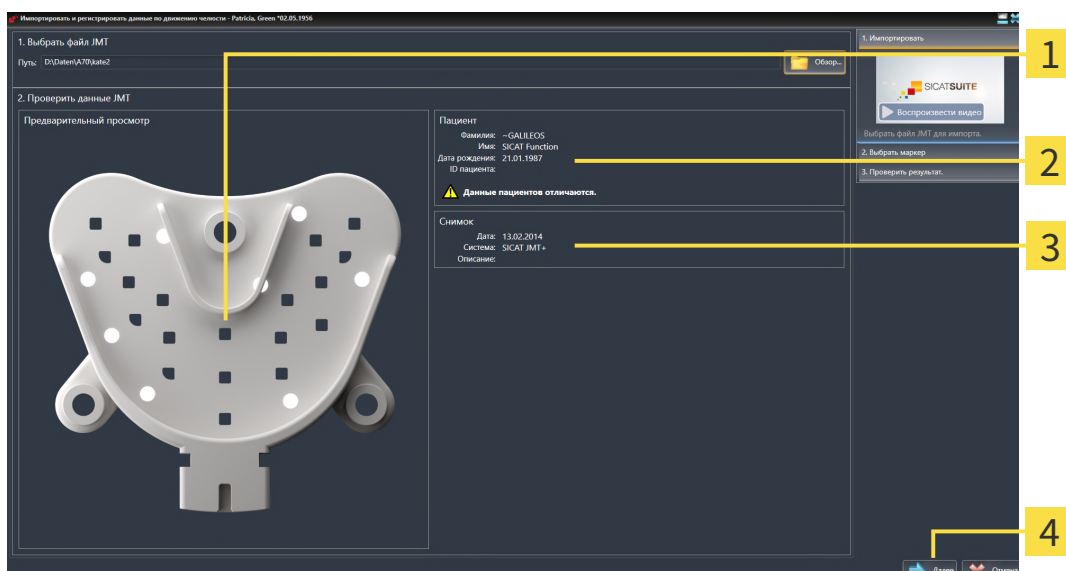 Импортировать и регистрировать данные по движению челюсти - Patricia, Green *02.05.1956
1. Выбрать файл JMT
Путь: D:\Daten\A70\kate2
Обзор...
2. Проверить данные JMT
Предварительный просмотр
Пациент
Фамилия: ~GALILEOS
Имя: SICAT Function
Дата рождения: 21.01.1987
ID пациента:
Данные пациентов отличаются.
Снимок
Дата: 13.02.2014
Система: SICAT JMT+
Описание:
1. Импортировать
SICATSUITE
Воспроизвести видео
Выбрать файл JMT для импорта.
2. Выбрать маркер
3. Проверить результат.
Далее
Отмена
1
2
3
4